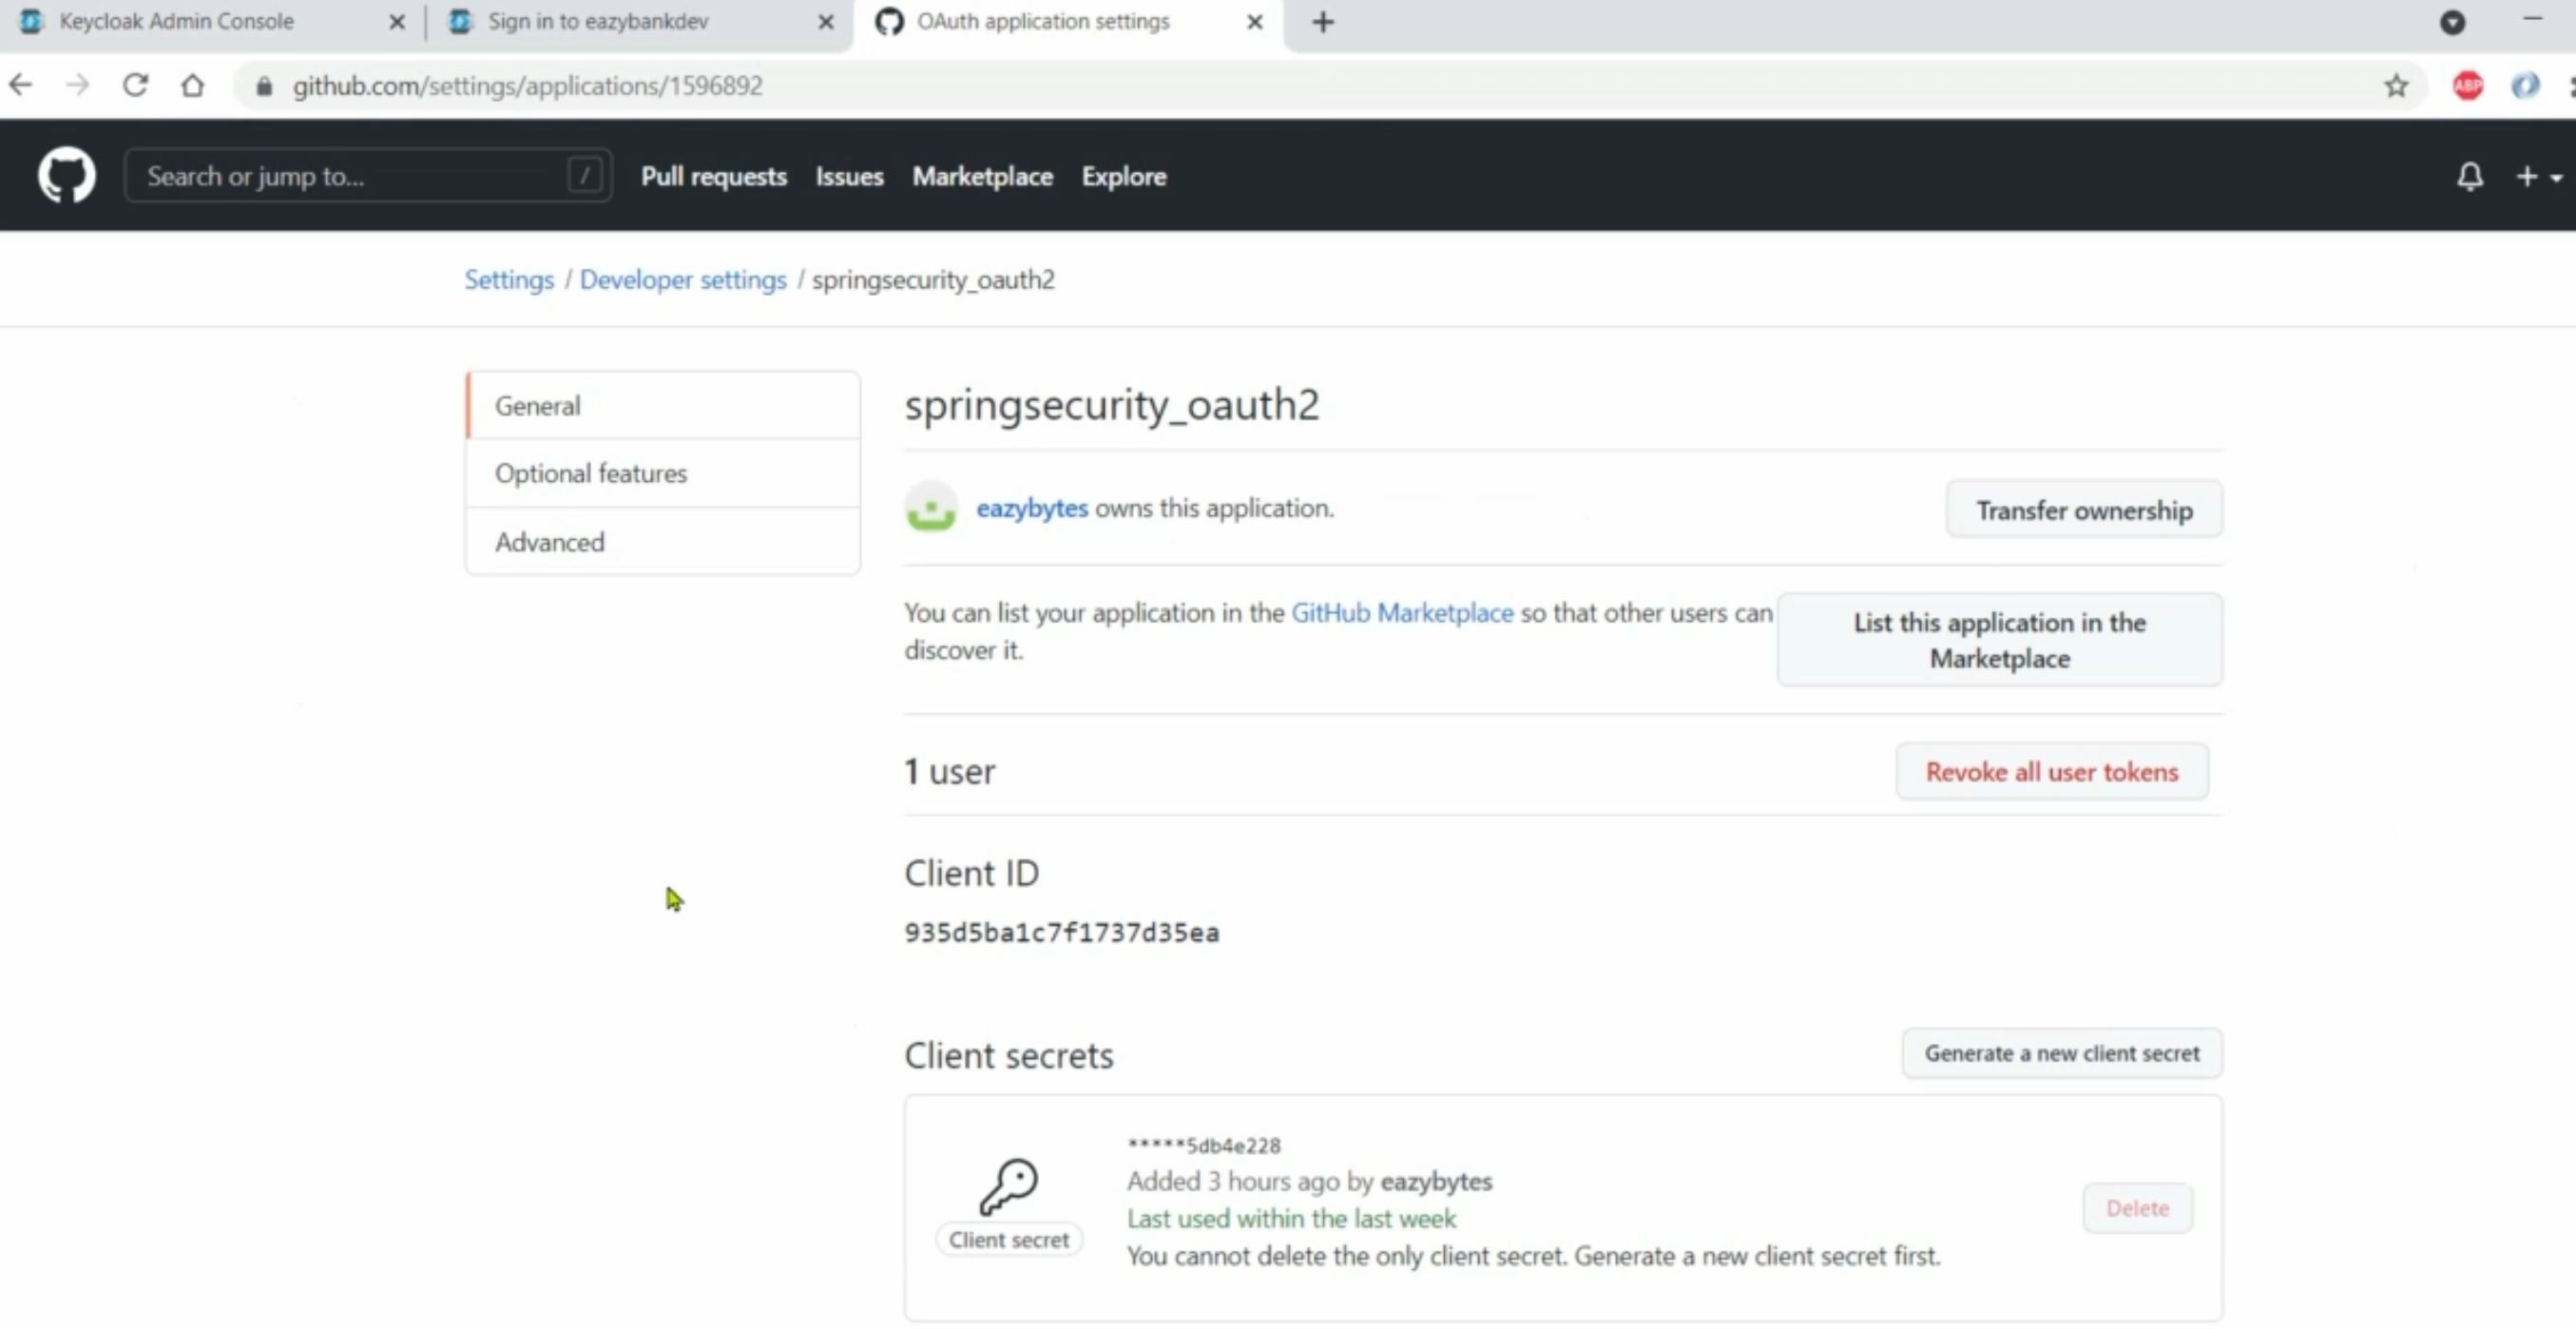 Keycloak Admin Console
Sign in to eazybankdev
OAuth application settings
github.com/settings/applications/1596892
ABP
Search or jump to... /
Pull requests Issues Marketplace Explore
Settings / Developer settings / springsecurity_oauth2
General
Optional features
Advanced
springsecurity_oauth2
eazybytes owns this application.
Transfer ownership
You can list your application in the GitHub Marketplace so that other users can
discover it.
List this application in the
Marketplace
1 user
Revoke all user tokens
Client ID
935d5ba1c7f1737d35ea
Client secrets
Generate a new client secret
*****5db4e228
Added 3 hours ago by eazybytes
Last used within the last week
You cannot delete the only client secret. Generate a new client secret first.
Client secret
Delete